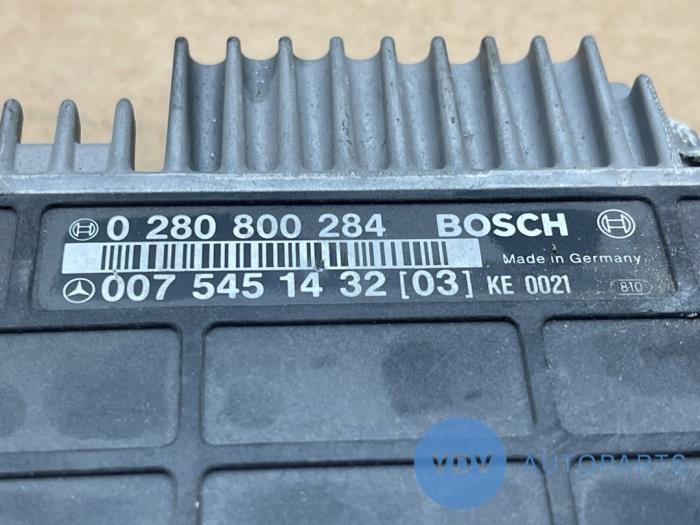 0 280 800 284 BOSCH
Made in Germany
007 545 14 32 [03] KE 0021 810
VDV AUTOPARTS